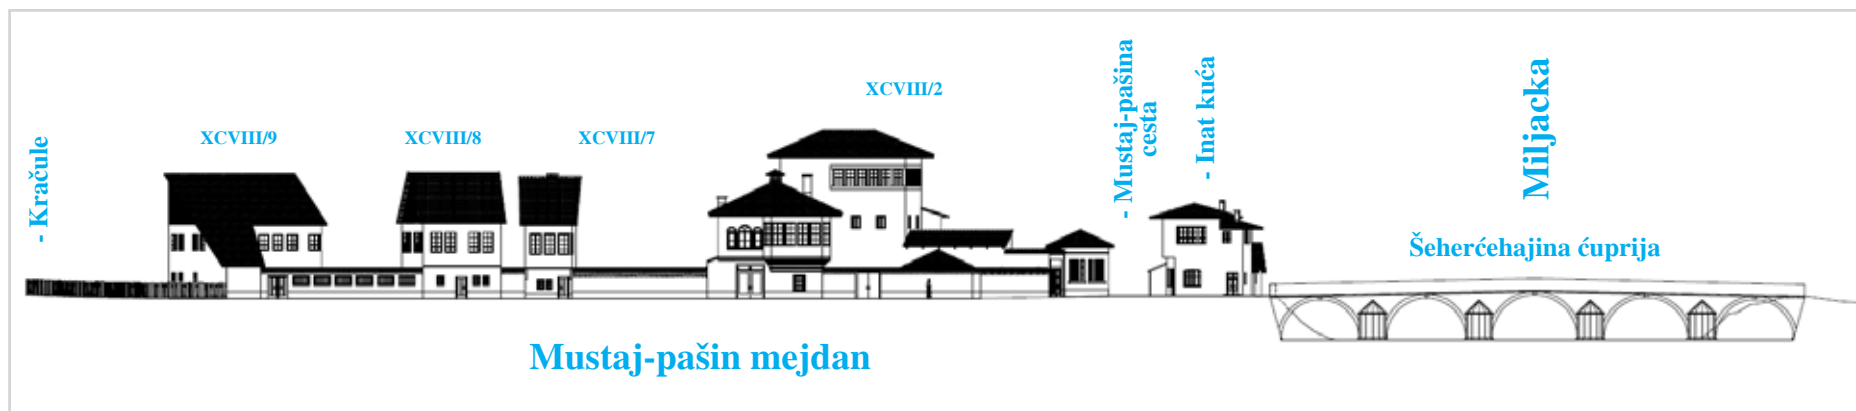 - Kračule
XCVIII/9
XCVIII/8
XCVIII/7
XCVIII/2
- Mustaj-pašina
cesta
- Inat kuća
Miljacka
Šeherćehajina ćuprija
Mustaj-pašin mejdan